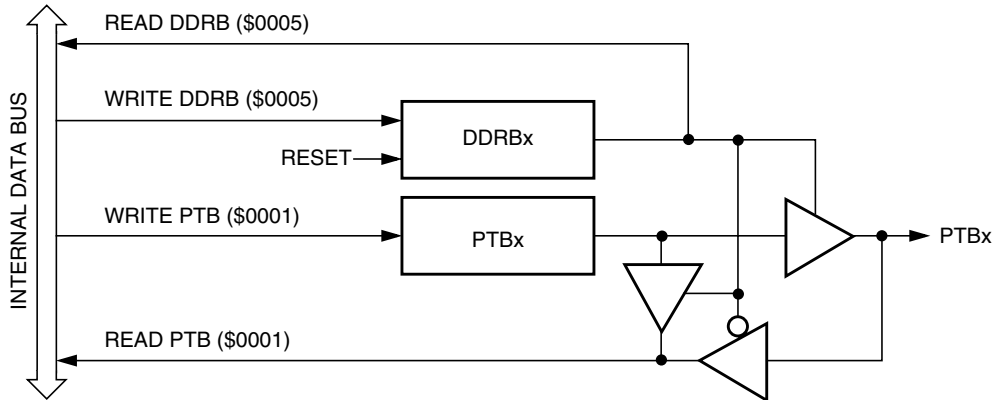 READ DDRB ($0005)
WRITE DDRB ($0005)
DDRBx
RESET
WRITE PTB ($0001)
PTBx
PTBx
READ PTB ($0001)
INTERNAL DATA BUS